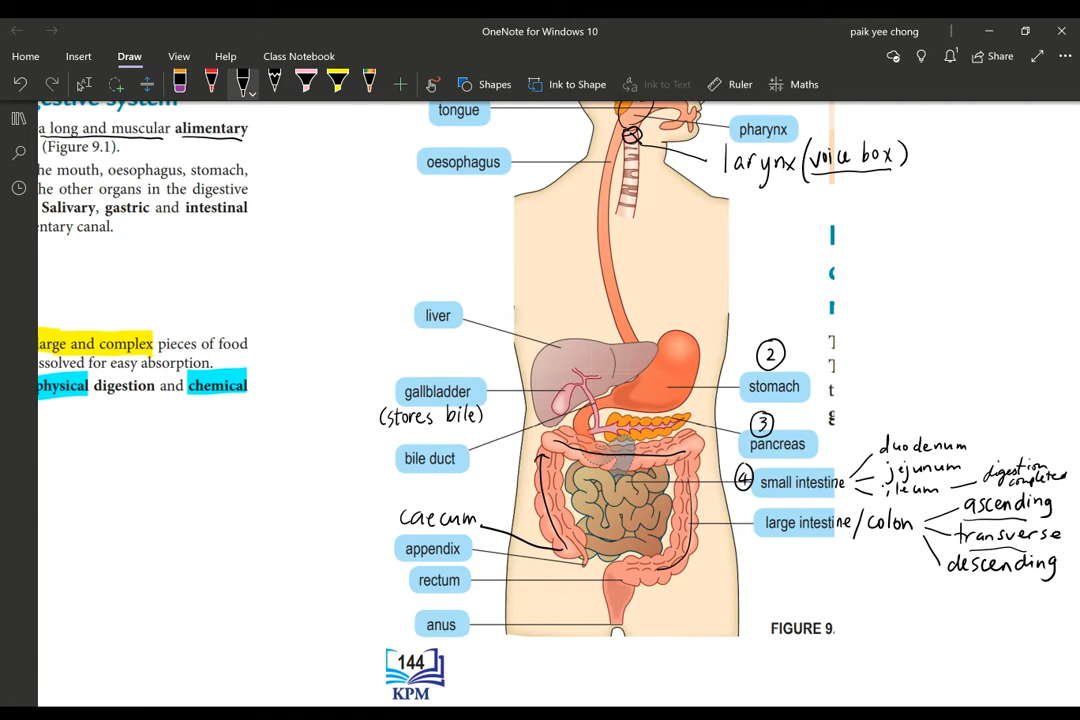 OneNote for Windows 10
paik yee chong
Home Insert Draw View Help Class Notebook
1
Share
Shapes Ink to Shape Ink to Text Ruler Maths
gestive system
a long and muscular alimentary
(Figure 9.1).
he mouth, oesophagus, stomach,
he other organs in the digestive
Salivary, gastric and intestinal
entary canal.
arge and complex pieces of food
ssolved for easy absorption.
physical digestion and chemical
tongue
pharynx
oesophagus
larynx (voice box)
liver
2
stomach
gallbladder
(stores bile)
3
pancreas
bile duct
4 small intestine
duodenum
jejunum
ileum
digestion
completed
large intestine/colon
ascending
transverse
descending
caecum
appendix
rectum
anus
FIGURE 9.
144
KPM